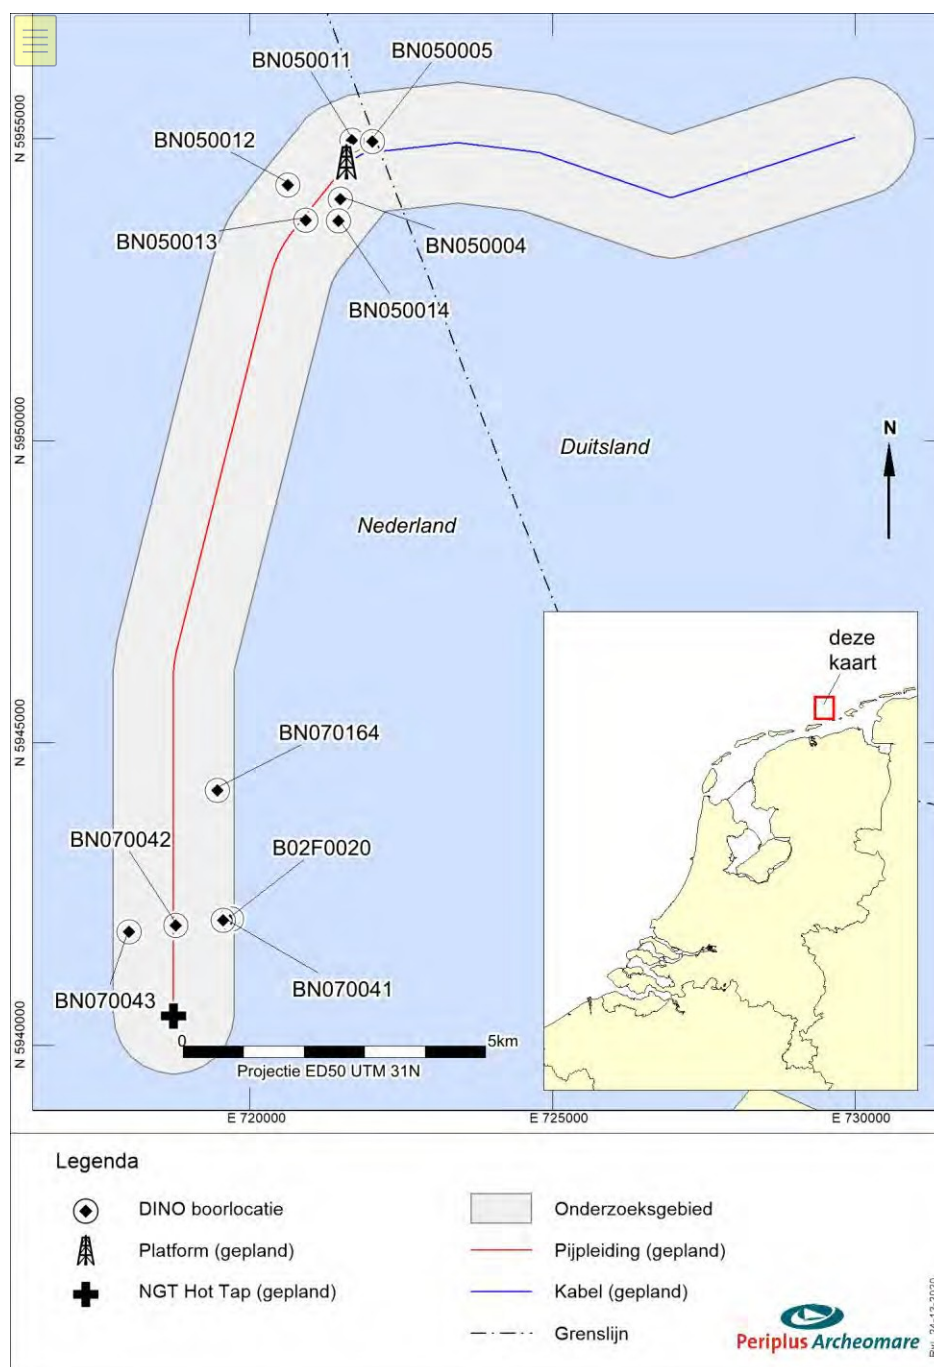 BN050005
BN050011
BN050012
BN050013
BN050004
BN050014
N 5955000
N 5950000
N 5945000
N 5940000
Duitsland
Nederland
N
deze
kaart
BN070164
BN070042
B02F0020
BN070043
BN070041
0
5km
Projectie ED50 UTM 31N
E 720000
E 725000
E 730000
Legenda
DINO boorlocatie
Platform (gepland)
NGT Hot Tap (gepland)
Onderzoeksgebied
Pijpleiding (gepland)
Kabel (gepland)
Grenslijn
Periplus Archeomare